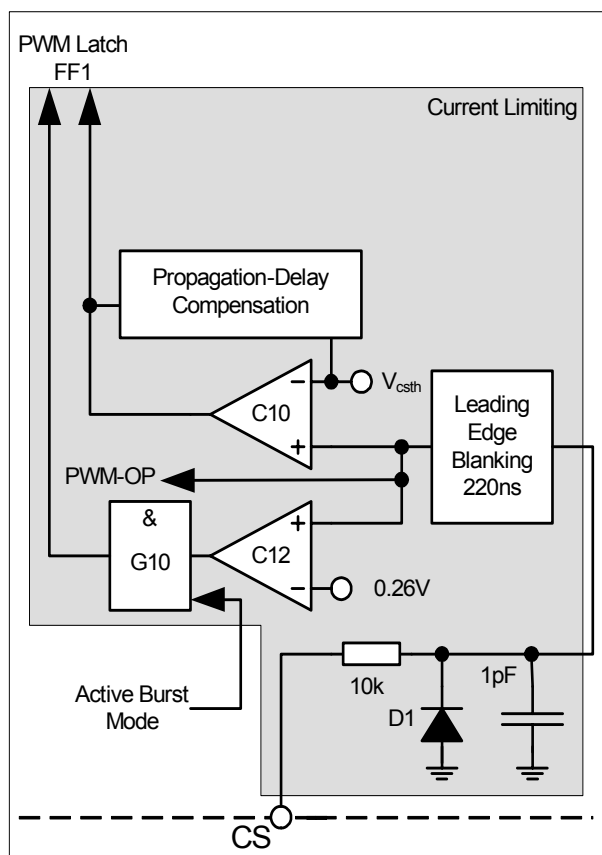 PWM Latch
FF1
Current Limiting
Propagation-Delay
Compensation
Vcsth
C10
Leading
Edge
Blanking
220ns
PWM-OP
&
G10
C12
0.26V
10k
1pF
D1
Active Burst
Mode
CS